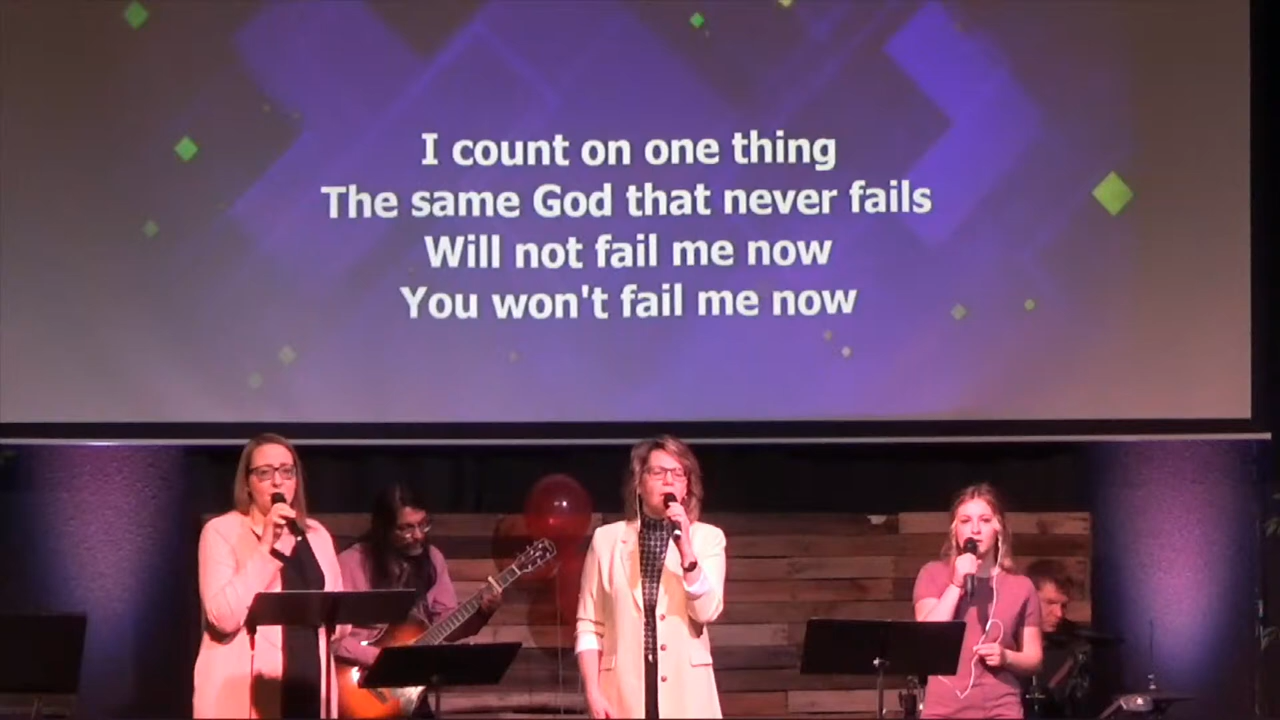 I count on one thing
The same God that never fails
Will not fail me now
You won't fail me now